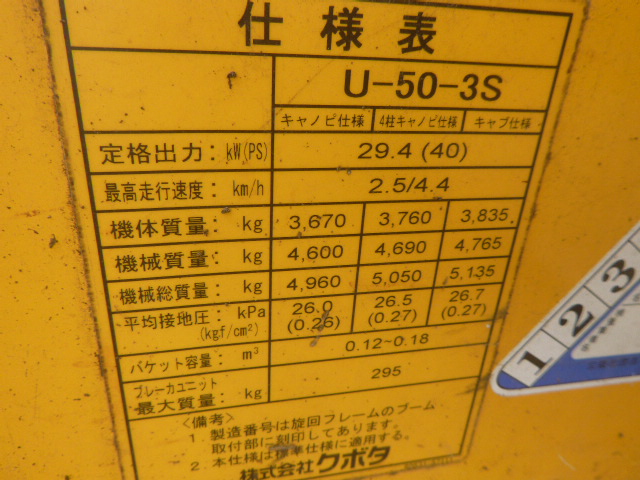 仕様表
U-50-3S
キャノピ仕様 4柱キャノピ仕様 キャブ仕様
定格出力: kW(PS) 29.4 (40)
最高走行速度: km/h 2.5/4.4
機体質量: kg 3,670 3,760 3,835
機械質量: kg 4,600 4,690 4,765
機械総質量: kg 4,960 5,050 5,135
平均接地圧: kPa 26.0 26.5 26.7
(kgf/cm²) (0.26) (0.27) (0.27)
バケット容量: m³ 0.12~0.18
ブレーカユニット
最大質量: kg 295
<備考>
1. 製造番号は旋回フレームのブーム
取付部に刻印してあります。
2. 本仕様は標準仕様に適用する。
株式会社クボタ
1 2 3